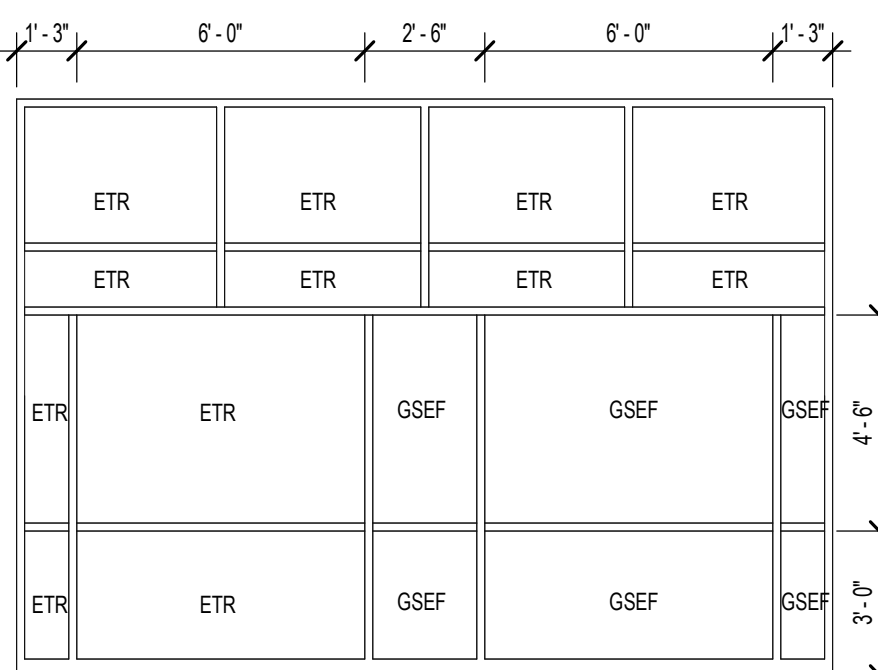 1' - 3" 6' - 0" 2' - 6" 6' - 0" 1' - 3"
ETR ETR ETR ETR
ETR ETR ETR ETR
ETR ETR GSEF GSEF GSEF
4' - 6"
ETR ETR GSEF GSEF GSEF
3' - 0"